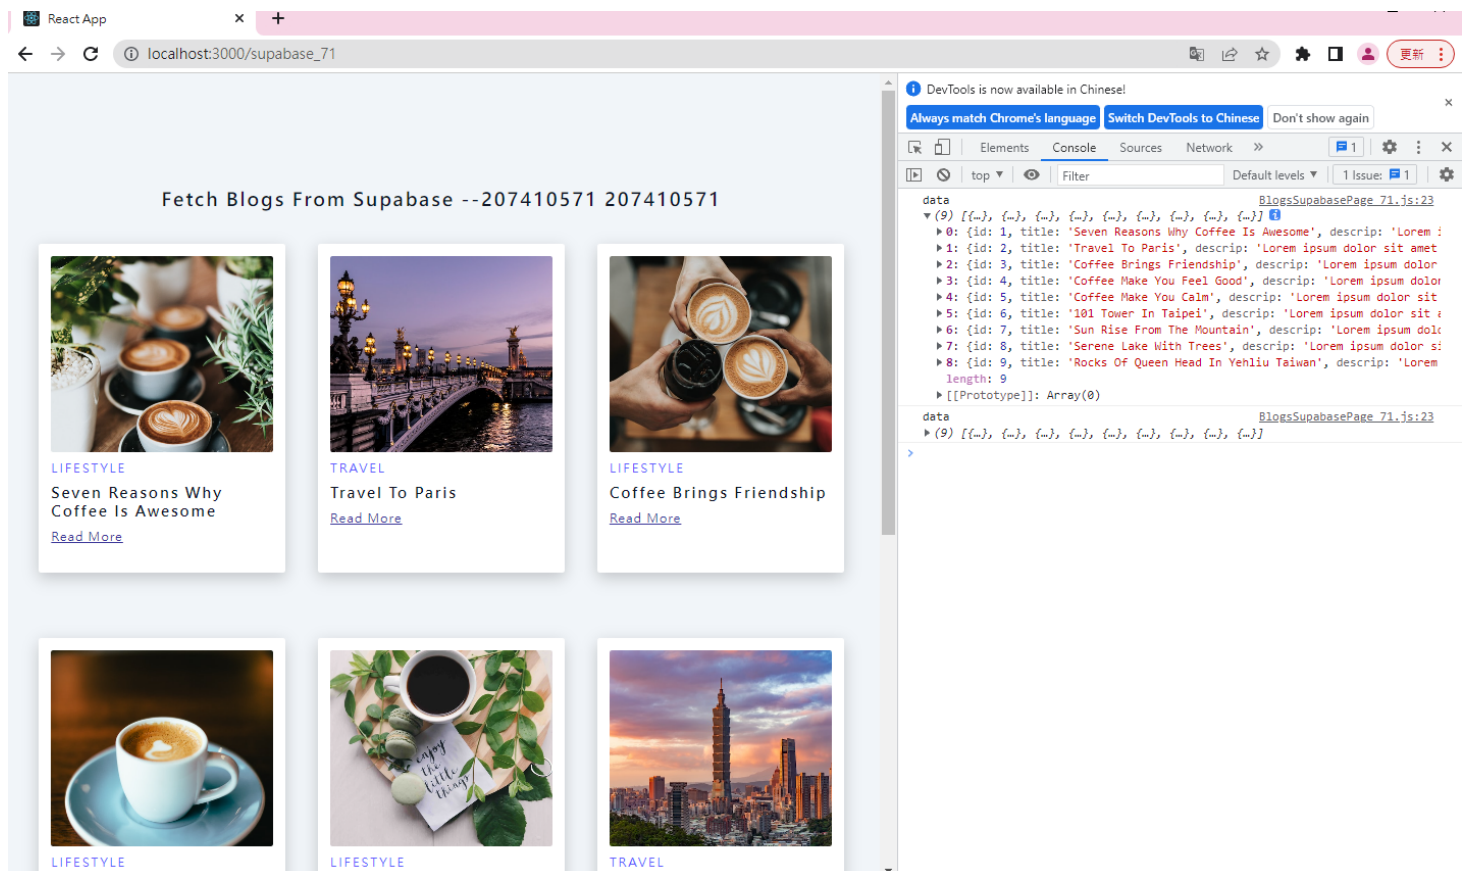 React App
localhost:3000/supabase_71
更新
Fetch Blogs From Supabase --207410571 207410571
LIFESTYLE
Seven Reasons Why
Coffee Is Awesome
Read More
TRAVEL
Travel To Paris
Read More
LIFESTYLE
Coffee Brings Friendship
Read More
enjoy
the
little
things
LIFESTYLE
LIFESTYLE
TRAVEL
DevTools is now available in Chinese!
Always match Chrome's language
Switch DevTools to Chinese
Don't show again
Elements Console Sources Network » 1
top ▼ Filter Default levels ▼ 1 Issue: 1
data BlogsSupabasePage 71.js:23
(9) [{…}, {…}, {…}, {…}, {…}, {…}, {…}, {…}, {…}]
0: {id: 1, title: 'Seven Reasons Why Coffee Is Awesome', descrip: 'Lorem i
1: {id: 2, title: 'Travel To Paris', descrip: 'Lorem ipsum dolor sit amet
2: {id: 3, title: 'Coffee Brings Friendship', descrip: 'Lorem ipsum dolor
3: {id: 4, title: 'Coffee Make You Feel Good', descrip: 'Lorem ipsum dolor
4: {id: 5, title: 'Coffee Make You Calm', descrip: 'Lorem ipsum dolor sit
5: {id: 6, title: '101 Tower In Taipei', descrip: 'Lorem ipsum dolor sit a
6: {id: 7, title: 'Sun Rise From The Mountain', descrip: 'Lorem ipsum dolo
7: {id: 8, title: 'Serene Lake With Trees', descrip: 'Lorem ipsum dolor si
8: {id: 9, title: 'Rocks Of Queen Head In Yehliu Taiwan', descrip: 'Lorem
length: 9
[[Prototype]]: Array(0)
data BlogsSupabasePage 71.js:23
(9) [{…}, {…}, {…}, {…}, {…}, {…}, {…}, {…}, {…}]